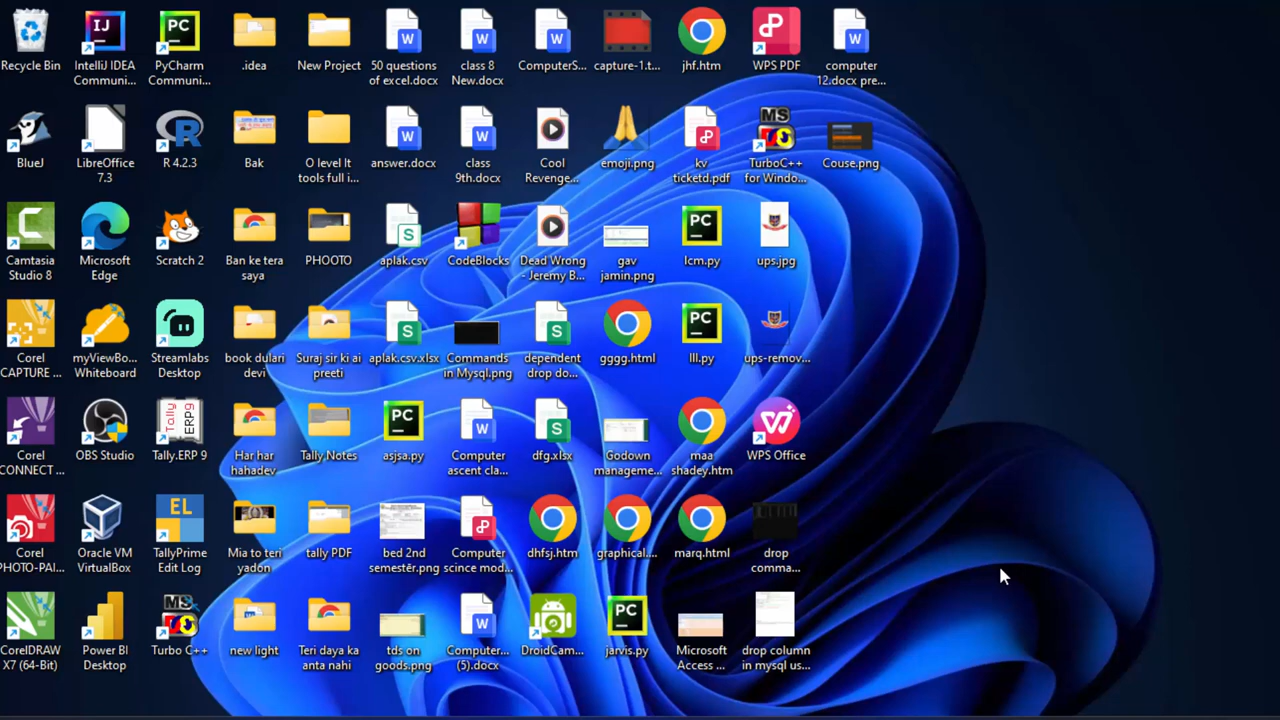 Recycle Bin
IntelliJ IDEA
Communi...
PyCharm
Communi...
.idea
New Project
50 questions
of excel.docx
class 8
New.docx
ComputerS...
capture-1.t...
jhf.htm
WPS PDF
computer
12.docx pre...
BlueJ
LibreOffice
7.3
R 4.2.3
Bak
O level It
tools full i...
answer.docx
class
9th.docx
Cool
Revenge...
emoji.png
kv
ticketd.pdf
TurboC++
for Windo...
Couse.png
Camtasia
Studio 8
Microsoft
Edge
Scratch 2
Ban ke tera
saya
PHOOTO
aplak.csv
CodeBlocks
Dead Wrong
- Jeremy B...
gav
jamin.png
lcm.py
ups.jpg
Corel
CAPTURE ...
myViewBo...
Whiteboard
Streamlabs
Desktop
book dulari
devi
Suraj sir ki ai
preeti
aplak.csv.xlsx
Commands
in Mysql.png
dependent
drop do...
gggg.html
lll.py
ups-remov...
Corel
CONNECT ...
OBS Studio
Tally.ERP 9
Har har
hahadev
Tally Notes
asjsa.py
Computer
ascent cla...
dfg.xlsx
Godown
manageme...
maa
shadey.htm
WPS Office
Corel
PHOTO-PAI...
Oracle VM
VirtualBox
TallyPrime
Edit Log
Mia to teri
yadon
tally PDF
bed 2nd
semester.png
Computer
scince mod...
dhfsj.htm
graphical....
marq.html
drop
comma...
CorelDRAW
X7 (64-Bit)
Power BI
Desktop
Turbo C++
new light
Teri daya ka
anta nahi
tds on
goods.png
Computer...
(5).docx
DroidCam...
jarvis.py
Microsoft
Access ...
drop column
in mysql us...